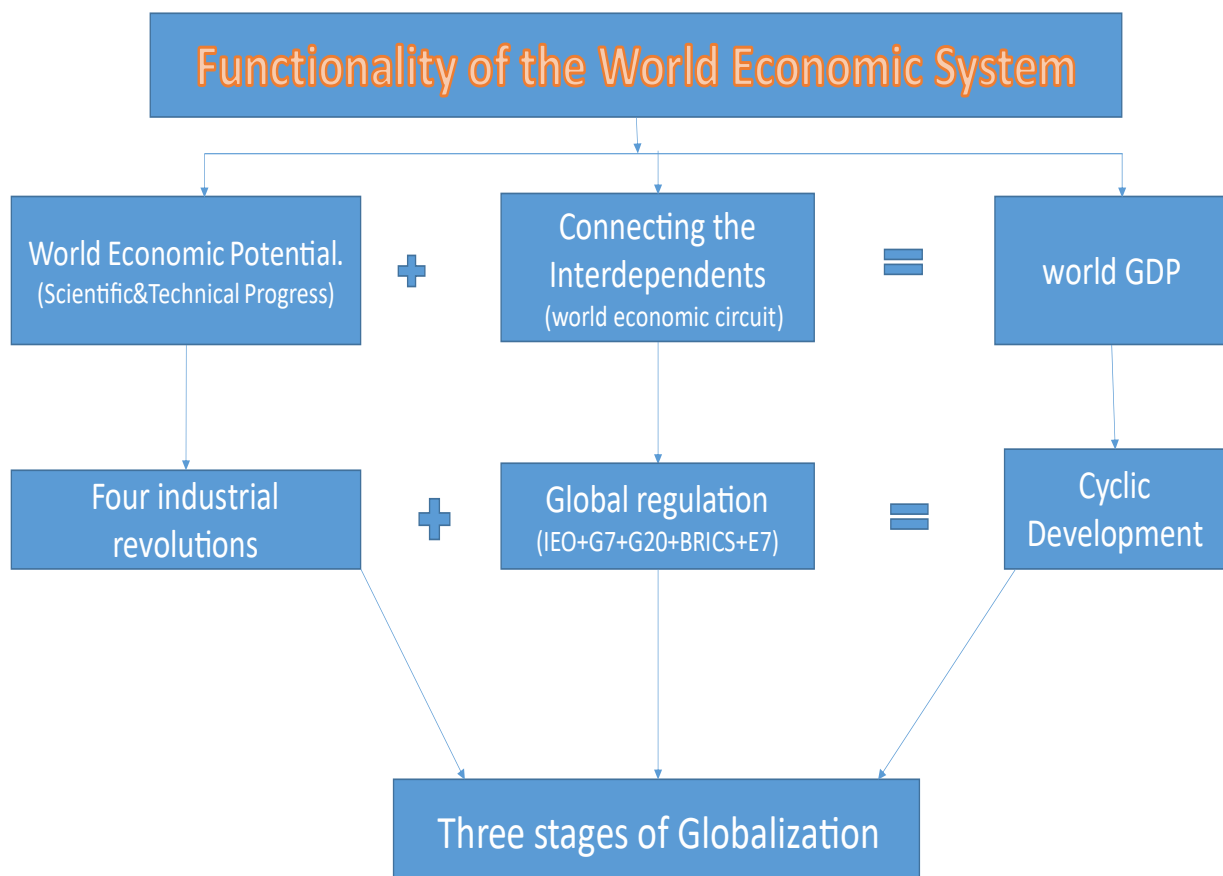 Functionality of the World Economic System
World Economic Potential.
(Scientific&Technical Progress)
+
Connecting the
Interdependents
(world economic circuit)
=
world GDP
Four industrial
revolutions
+
Global regulation
(IEO+G7+G20+BRICS+E7)
=
Cyclic
Development
Three stages of Globalization